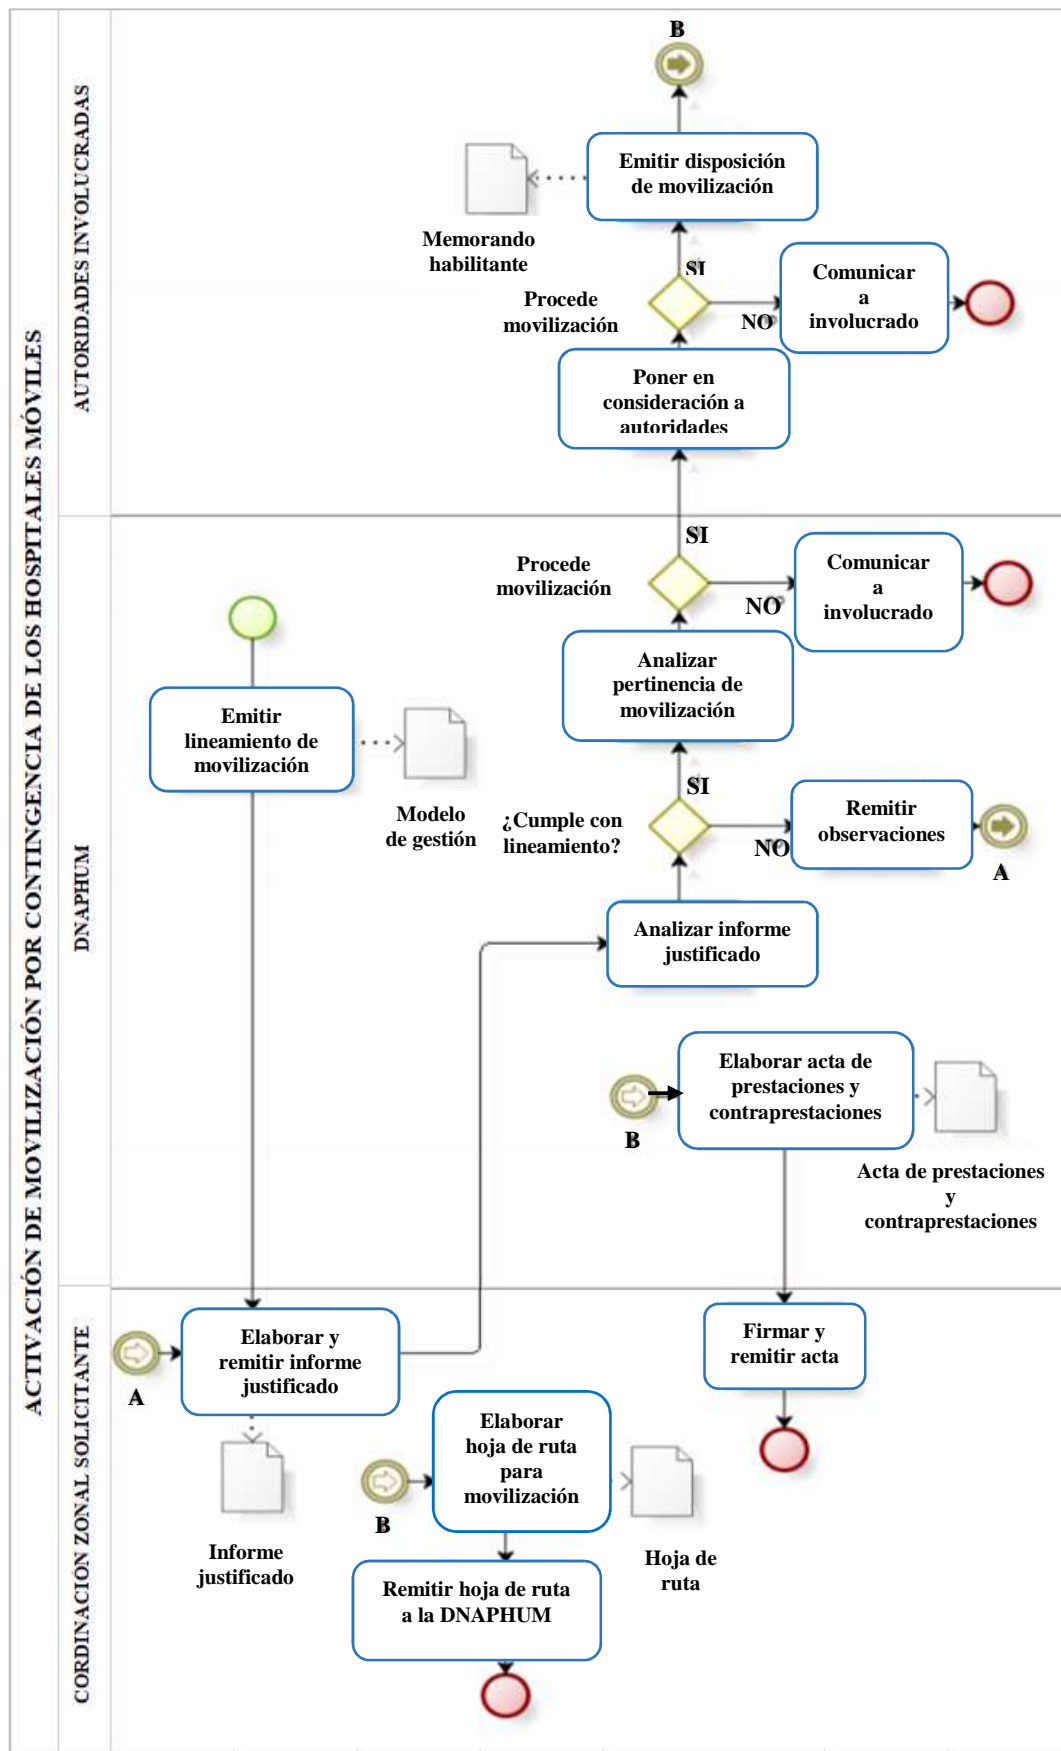 ACTIVACIÓN DE MOVILIZACIÓN POR CONTINGENCIA DE LOS HOSPITALES MÓVILES
AUTORIDADES INVOLUCRADAS
B
Emitir disposición
de movilización
Memorando
habilitante
SI
Procede
movilización
NO
Comunicar
a
involucrado
Poner en
consideración a
autoridades
DNAPHUM
SI
Procede
movilización
NO
Comunicar
a
involucrado
Analizar
pertinencia de
movilización
Emitir
lineamiento de
movilización
Modelo
de gestión
SI
¿Cumple con
lineamiento?
NO
Remitir
observaciones
A
Analizar informe
justificado
B
Elaborar acta de
prestaciones y
contraprestaciones
Acta de prestaciones
y
contraprestaciones
CORDINACIÓN ZONAL SOLICITANTE
A
Elaborar y
remitir informe
justificado
Firmar y
remitir acta
Informe
justificado
B
Elaborar
hoja de ruta
para
movilización
Hoja de
ruta
Remitir hoja de ruta
a la DNAPHUM